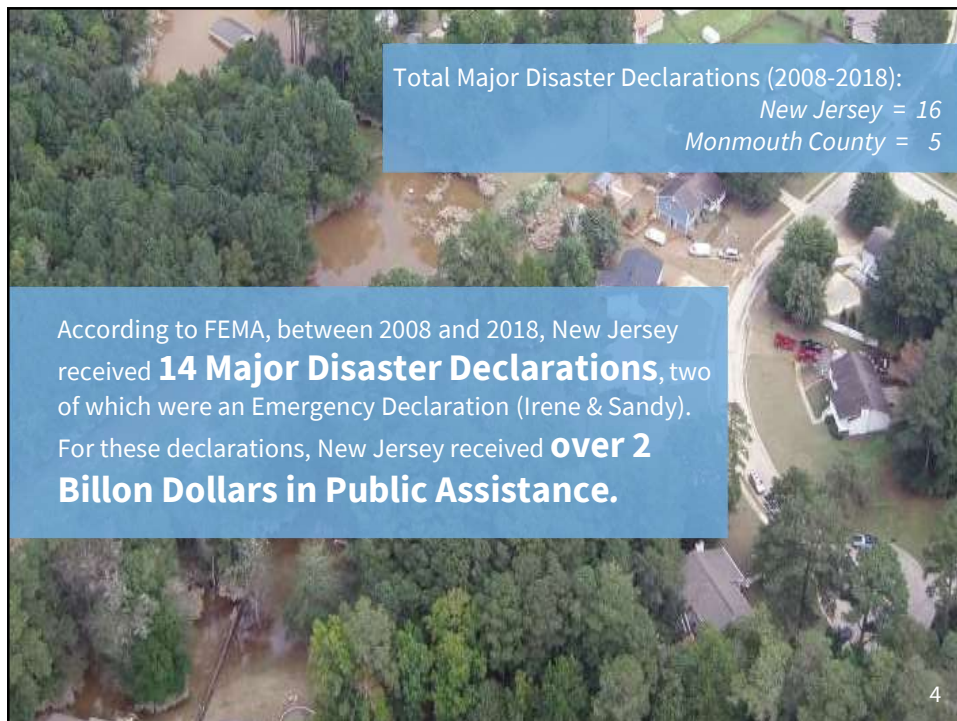 Total Major Disaster Declarations (2008-2018):
New Jersey = 16
Monmouth County = 5
According to FEMA, between 2008 and 2018, New Jersey
received 14 Major Disaster Declarations, two
of which were an Emergency Declaration (Irene & Sandy).
For these declarations, New Jersey received over 2
Billon Dollars in Public Assistance.
4